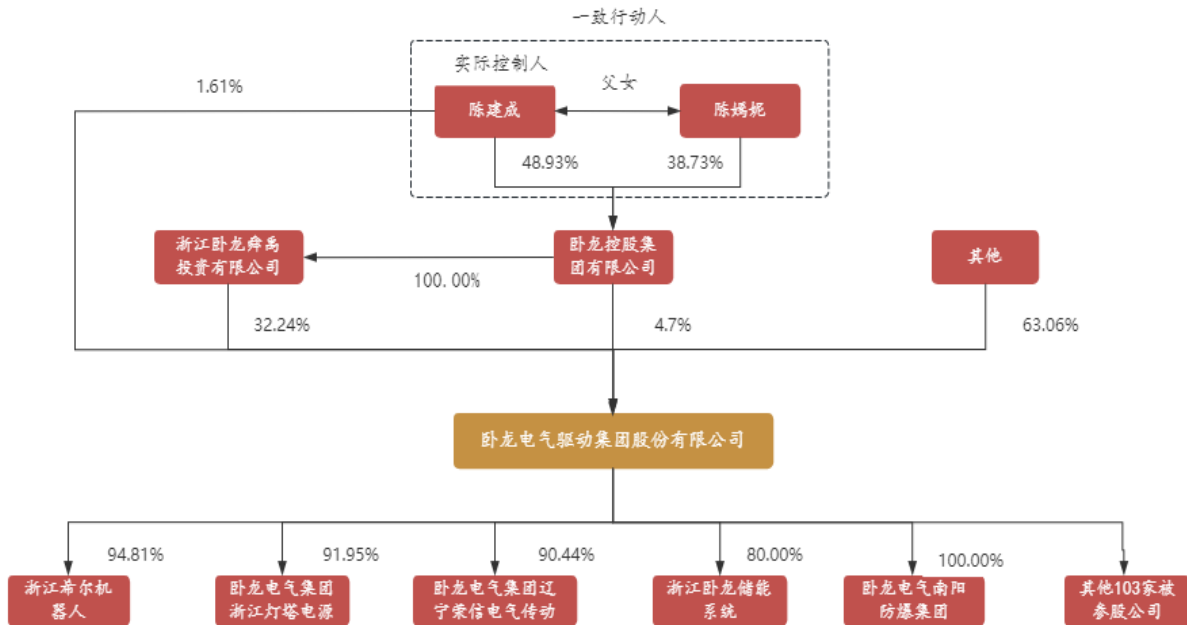 一致行动人
实际控制人
父女
1.61%
陈建成
陈嫣妮
48.93%
38.73%
浙江卧龙舜禹
投资有限公司
卧龙控股集
团有限公司
其他
100.00%
32.24%
4.7%
63.06%
卧龙电气驱动集团股份有限公司
94.81%
91.95%
90.44%
80.00%
100.00%
浙江希尔机
器人
卧龙电气集团
浙江灯塔电源
卧龙电气集团辽
宁荣信电气传动
浙江卧龙储能
系统
卧龙电气南阳
防爆集团
其他103家被
参股公司